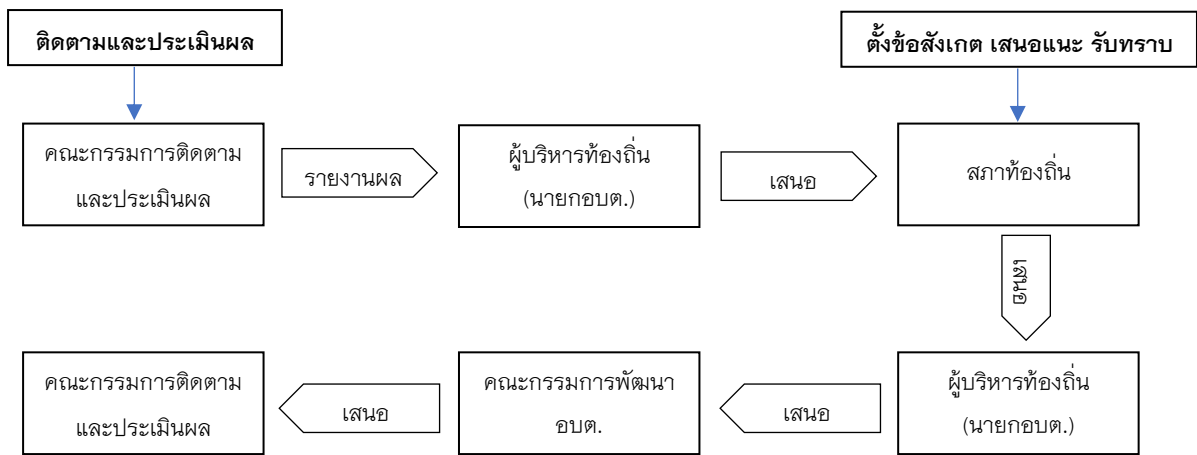 ติดตามและประเมินผล
ตั้งข้อสังเกต เสนอแนะ รับทราบ
คณะกรรมการติดตาม
และประเมินผล
รายงานผล
ผู้บริหารท้องถิ่น
(นายกอบต.)
เสนอ
สภาท้องถิ่น
เสนอ
คณะกรรมการติดตาม
และประเมินผล
เสนอ
คณะกรรมการพัฒนา
อบต.
เสนอ
ผู้บริหารท้องถิ่น
(นายกอบต.)